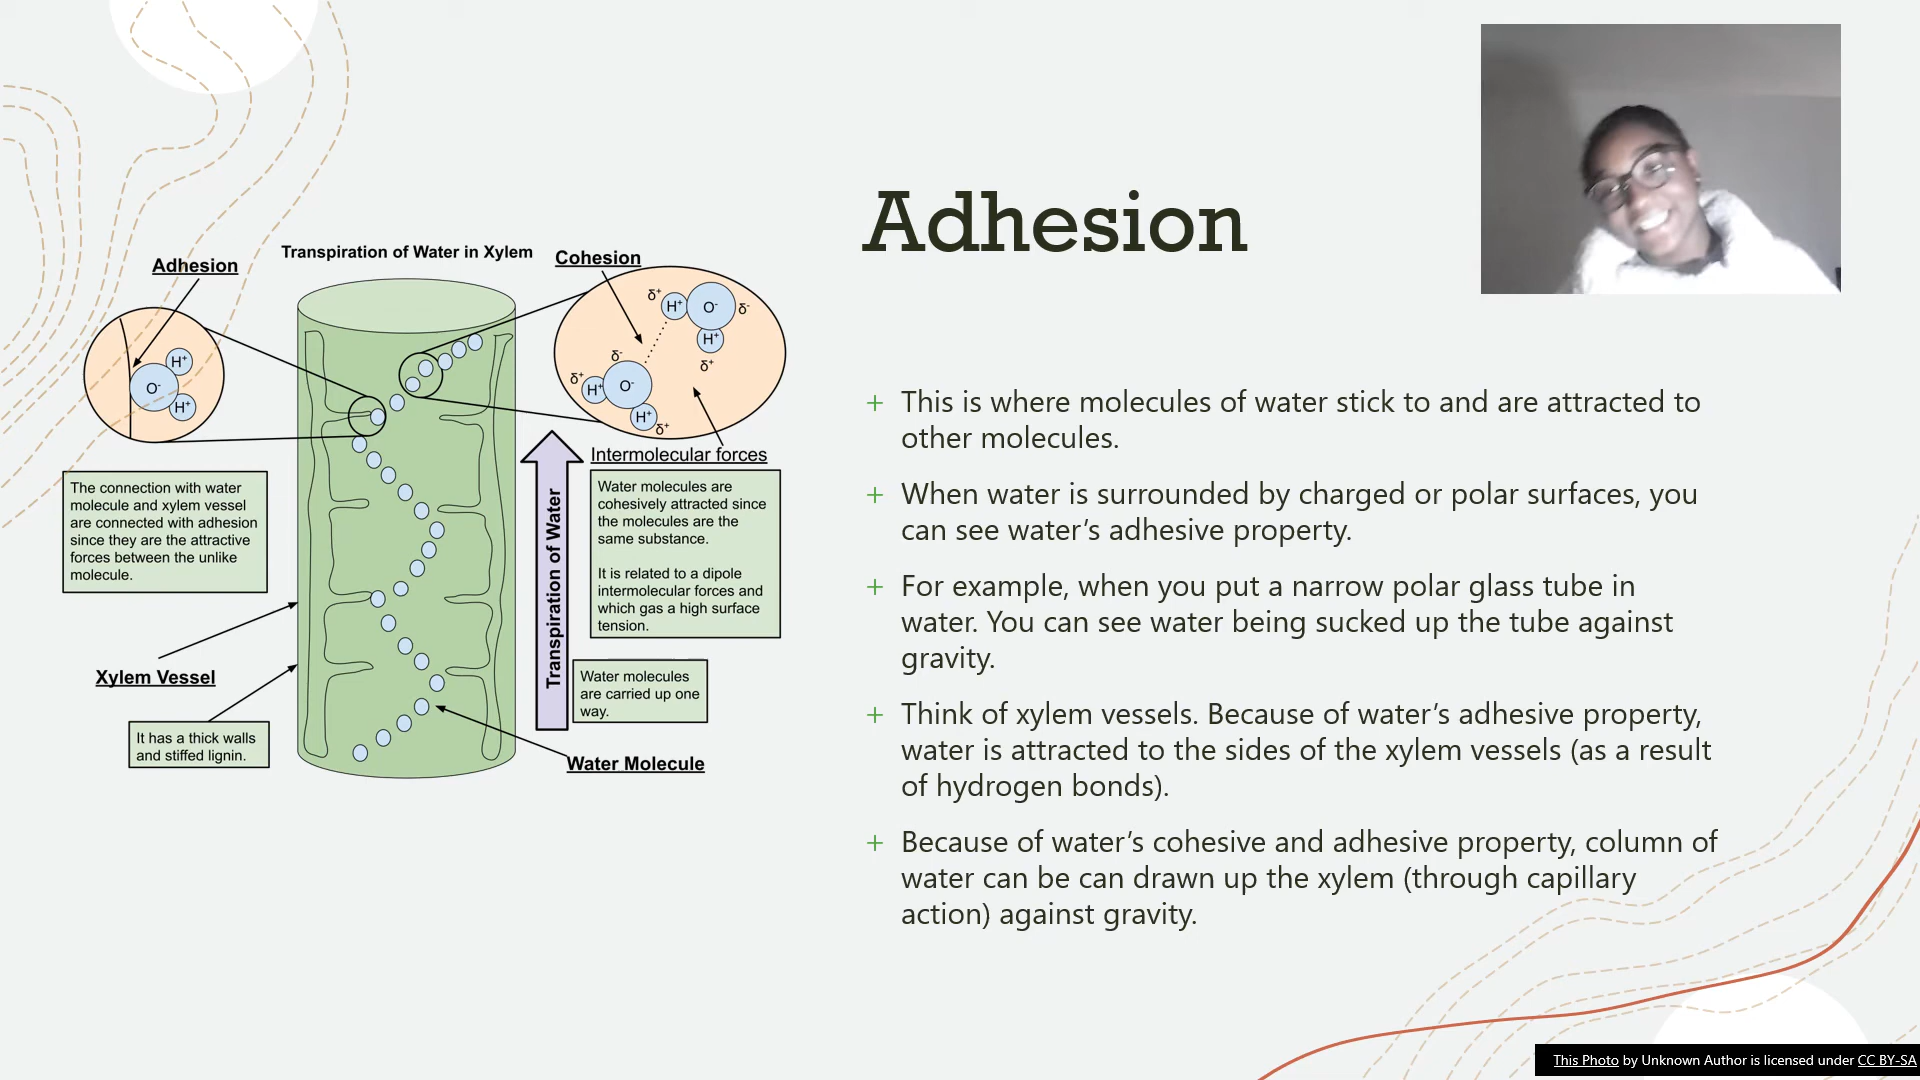 Adhesion
This is where molecules of water stick to and are attracted to
other molecules.
When water is surrounded by charged or polar surfaces, you
can see water's adhesive property.
For example, when you put a narrow polar glass tube in
water. You can see water being sucked up the tube against
gravity.
Think of xylem vessels. Because of water's adhesive property,
water is attracted to the sides of the xylem vessels (as a result
of hydrogen bonds).
Because of water's cohesive and adhesive property, column of
water can be can drawn up the xylem (through capillary
action) against gravity.
Transpiration of Water in Xylem
Adhesion
O-
H+
H+
The connection with water
molecule and xylem vessel
are connected with adhesion
since they are the attractive
forces between the unlike
molecule.
Xylem Vessel
It has a thick walls
and stiffed lignin.
Cohesion
δ+
H+
O-
δ-
H+
δ+
δ-
δ+
H+
O-
H+
δ+
Intermolecular forces
Water molecules are
cohesively attracted since
the molecules are the
same substance.
It is related to a dipole
intermolecular forces and
which gas a high surface
tension.
Transpiration of Water
Water molecules
are carried up one
way.
Water Molecule
This Photo by Unknown Author is licensed under CC BY-SA